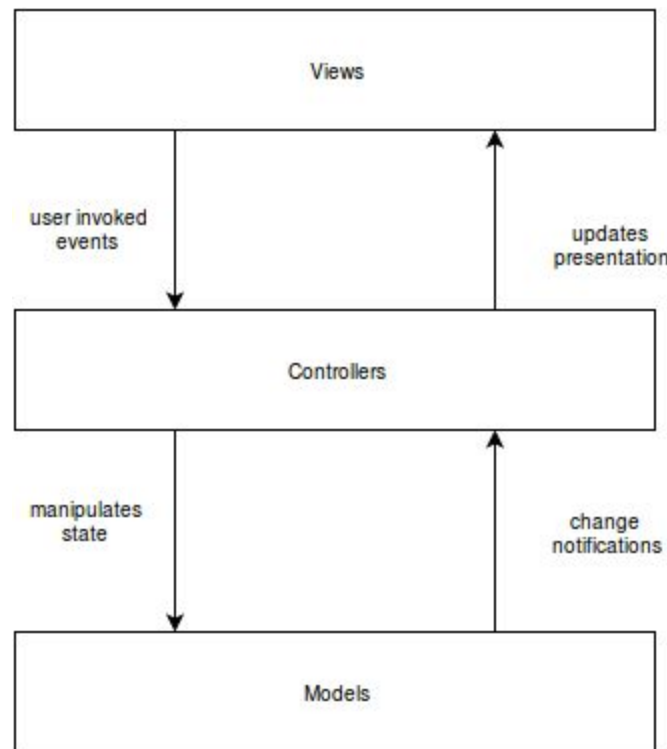 Views
user invoked
events
updates
presentation
Controllers
manipulates
state
change
notifications
Models